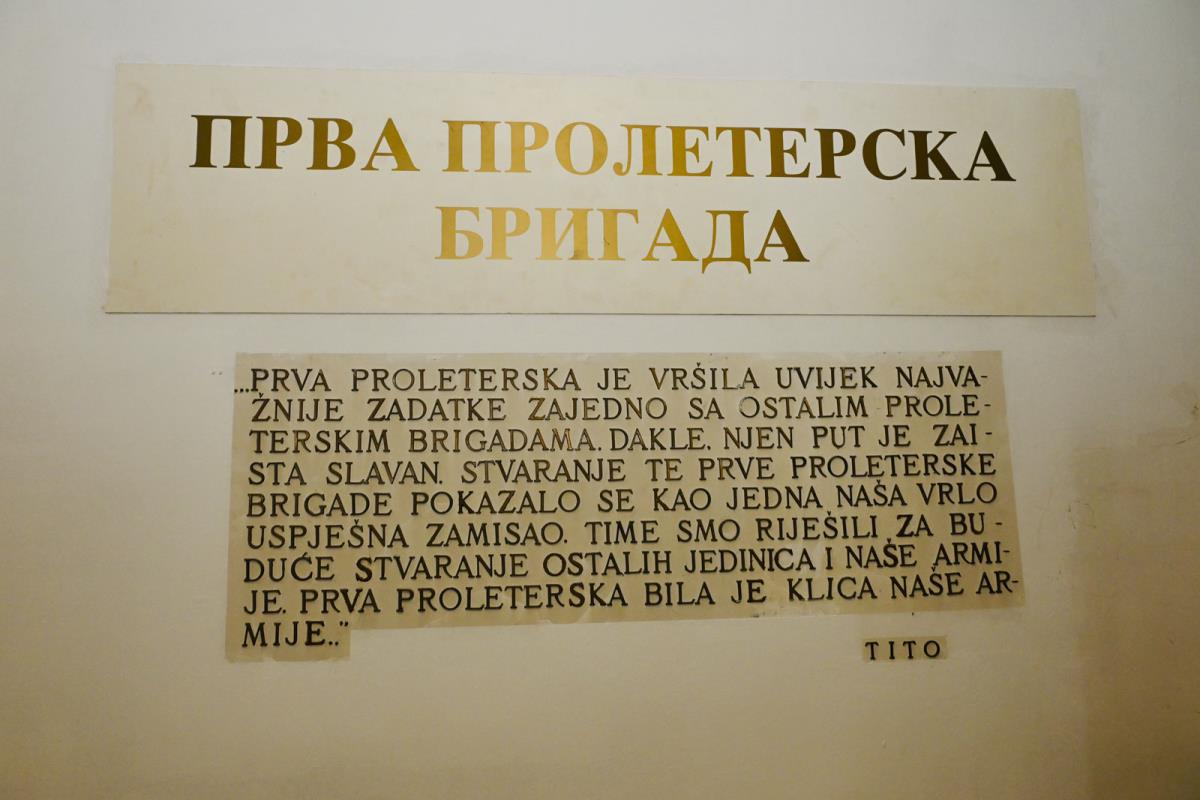 ПРВА ПРОЛЕТЕРСКА
БРИГАДА
"...PRVA PROLETERSKA JE VRŠILA UVIJEK NAJVA-
ŽNIJE ZADATKE ZAJEDNO SA OSTALIM PROLE-
TERSKIM BRIGADAMA. DAKLE. NJEN PUT JE ZAI-
STA SLAVAN. STVARANJE TE PRVE PROLETERSKE
BRIGADE POKAZALO SE KAO JEDNA NAŠA VRLO
USPJEŠNA ZAMISAO. TIME SMO RIJEŠILI ZA BU-
DUĆE STVARANJE OSTALIH JEDINICA I NAŠE ARMI-
JE. PRVA PROLETERSKA BILA JE KLICA NAŠE AR-
MIJE.."
TITO